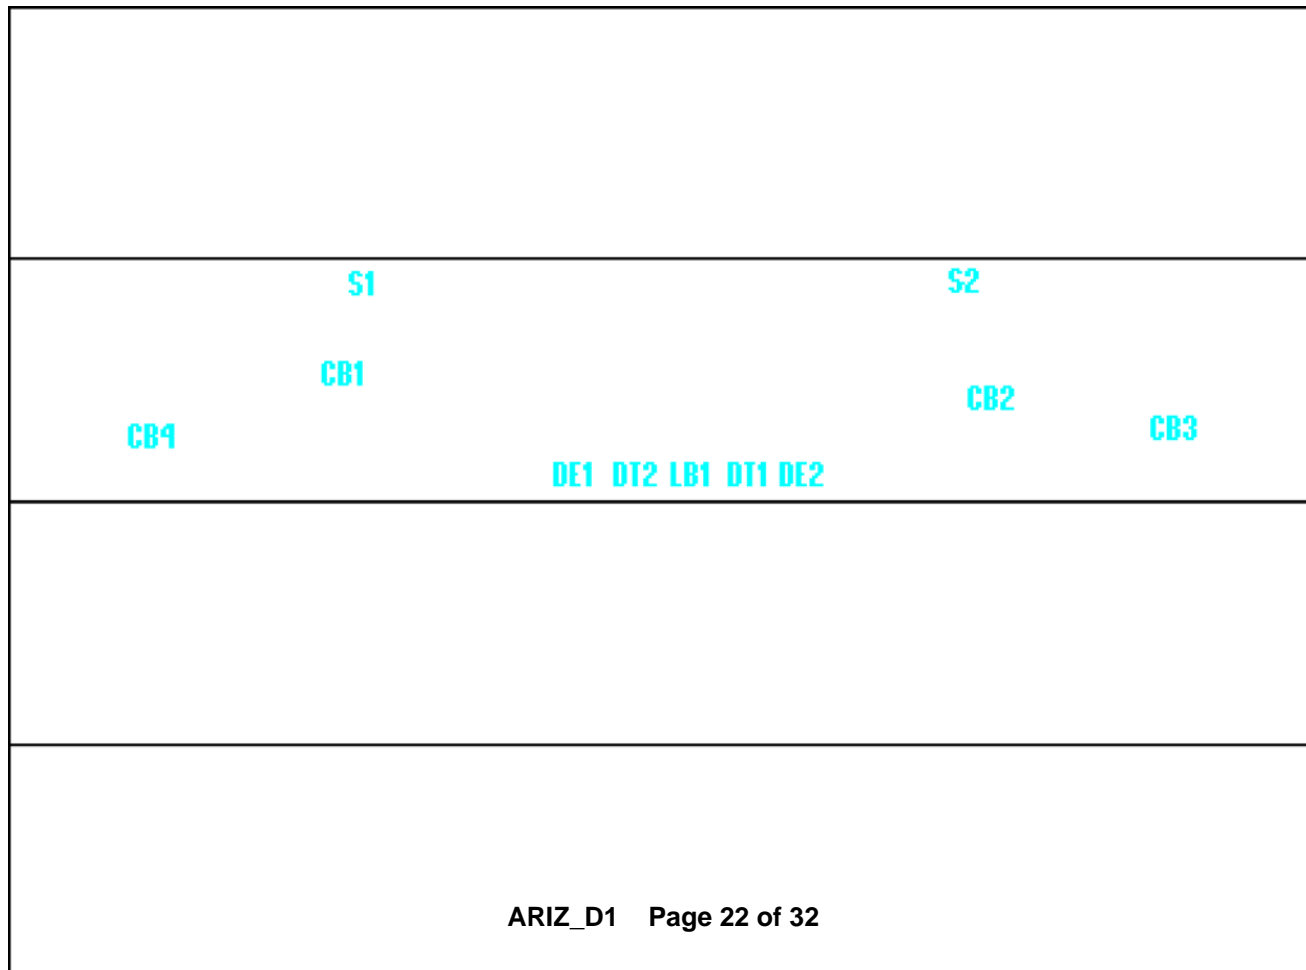 S1 S2
CB1
CB2
CB4 CB3
DE1 DT2 LB1 DT1 DE2
ARIZ_D1 Page 22 of 32